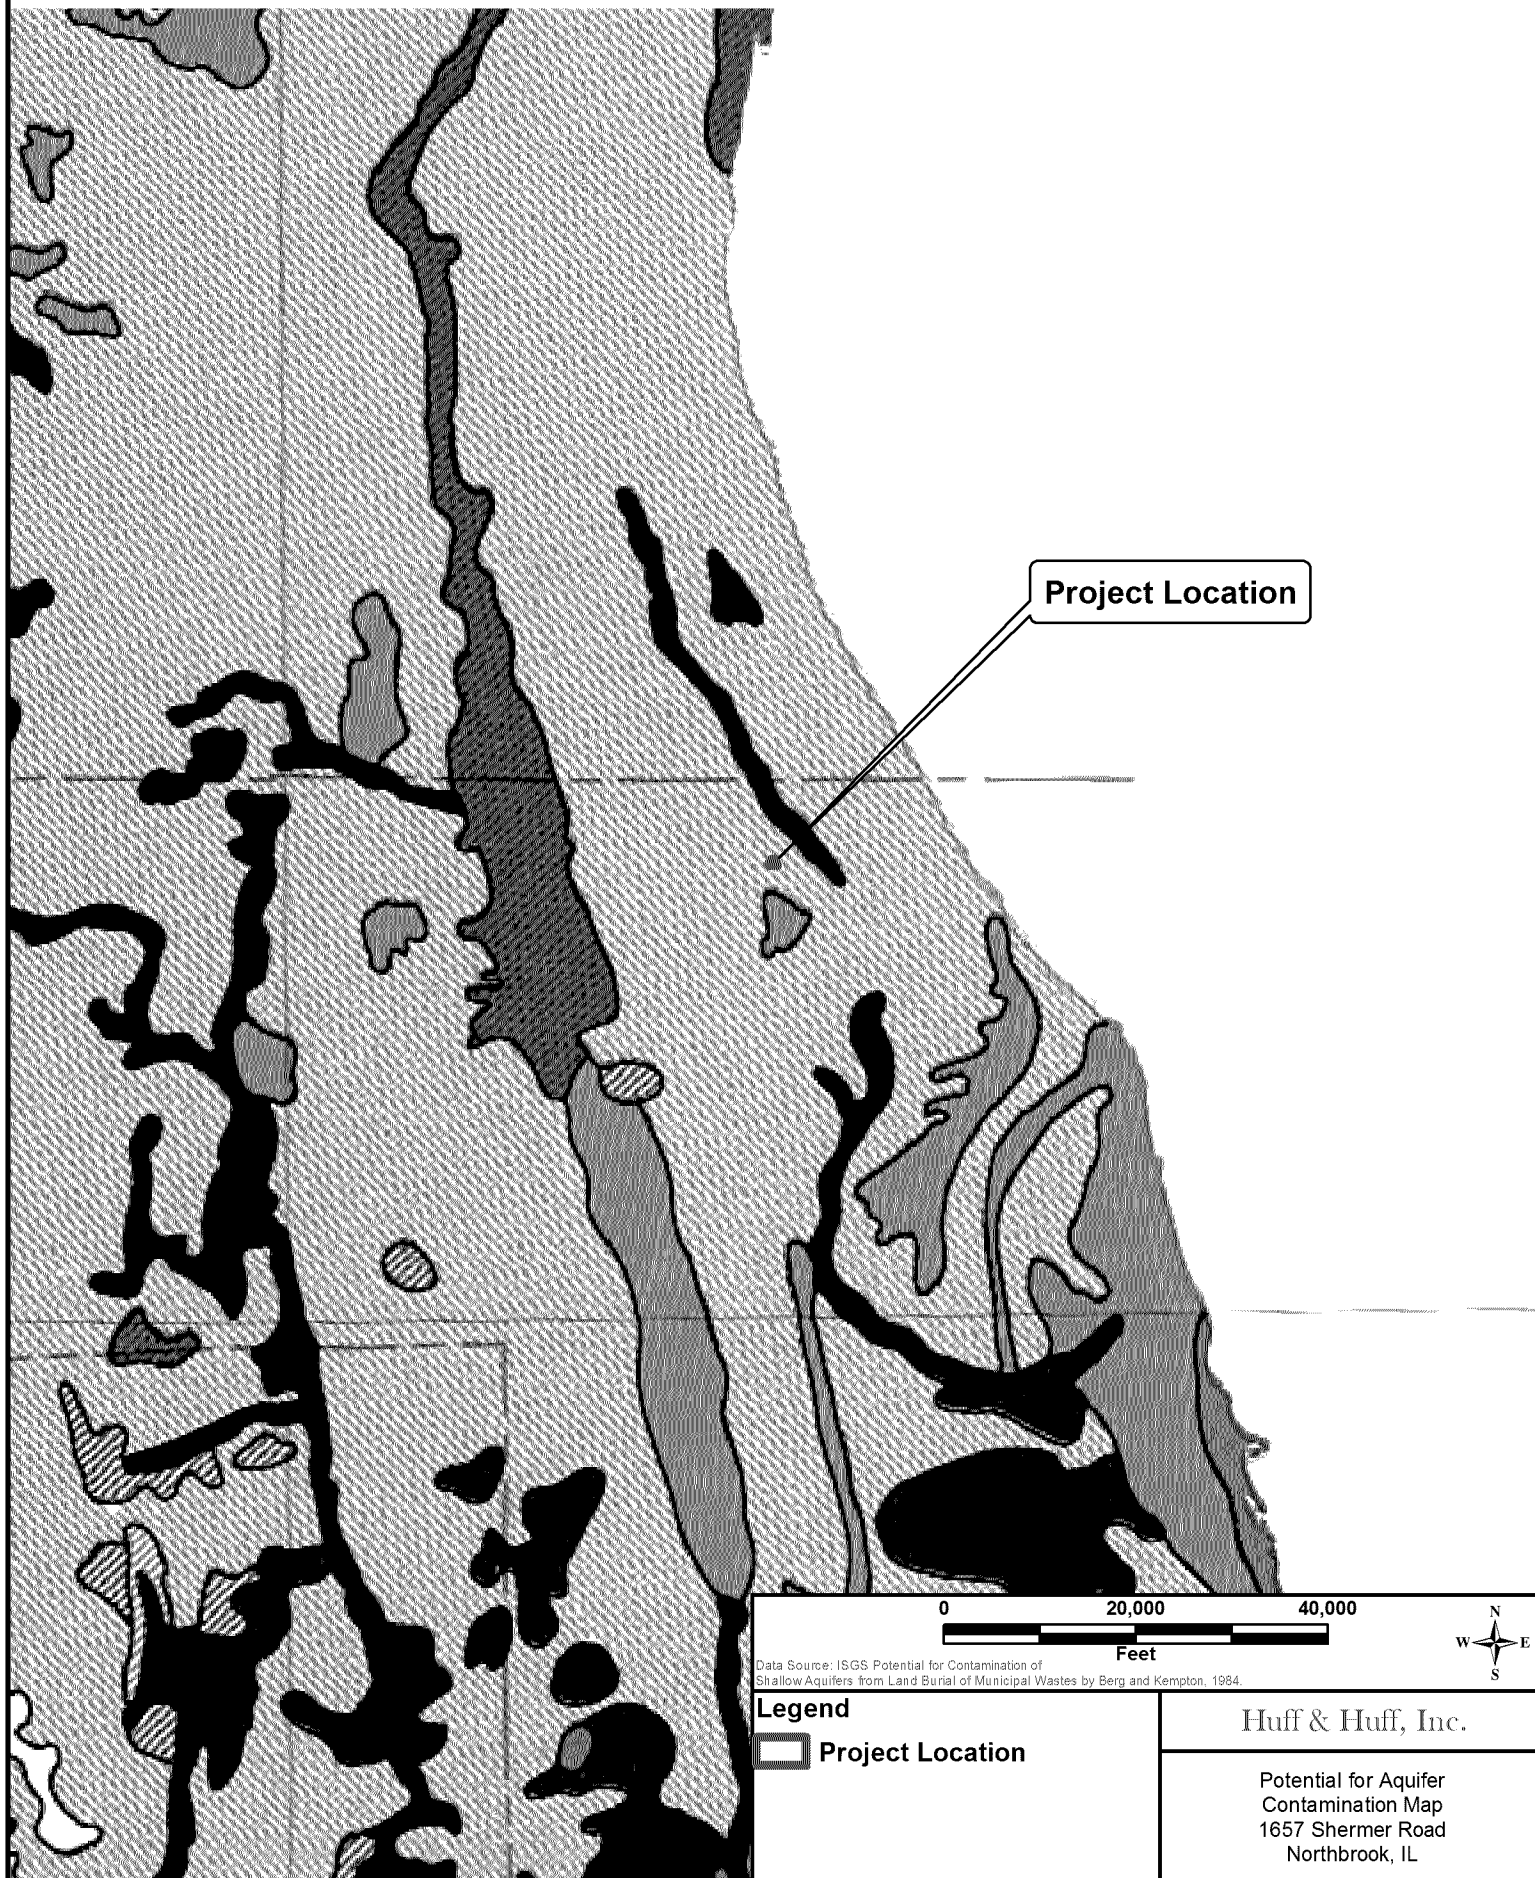 Project Location
0 20,000 40,000
Feet
N
W E
S
Data Source: ISGS Potential for Contamination of
Shallow Aquifers from Land Burial of Municipal Wastes by Berg and Kempton, 1984.
Legend
Project Location
Huff & Huff, Inc.
Potential for Aquifer
Contamination Map
1657 Shermer Road
Northbrook, IL